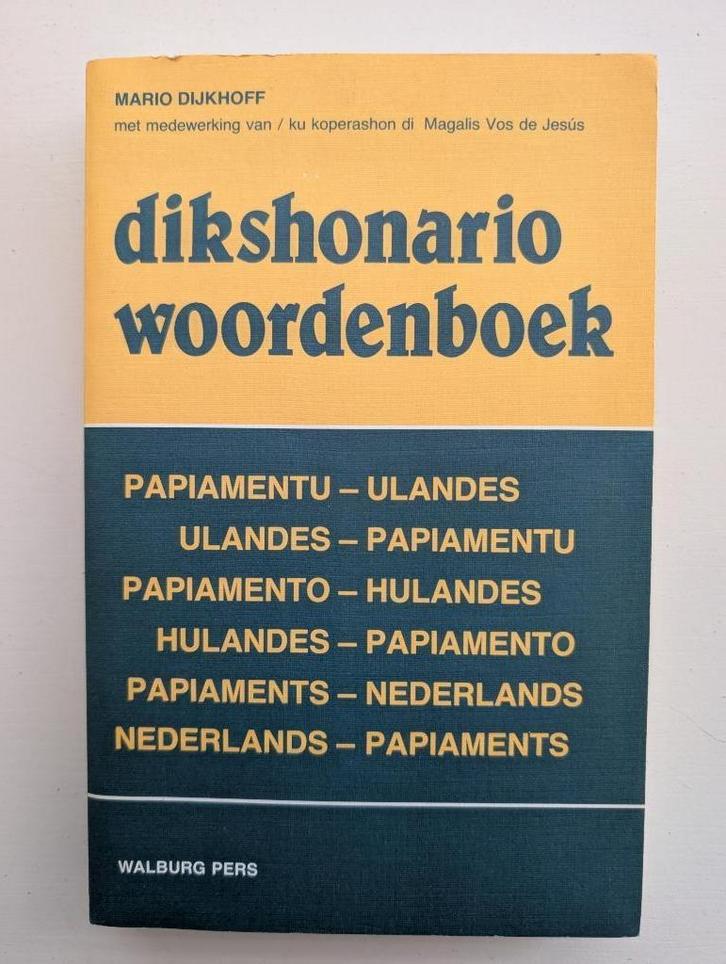 MARIO DIJKHOFF
met medewerking van / ku koperashon di Magalis Vos de Jesús
dikshonario
woordenboek
PAPIAMENTU – ULANDES
ULANDES – PAPIAMENTU
PAPIAMENTO – HULANDES
HULANDES – PAPIAMENTO
PAPIAMENTS – NEDERLANDS
NEDERLANDS – PAPIAMENTS
WALBURG PERS